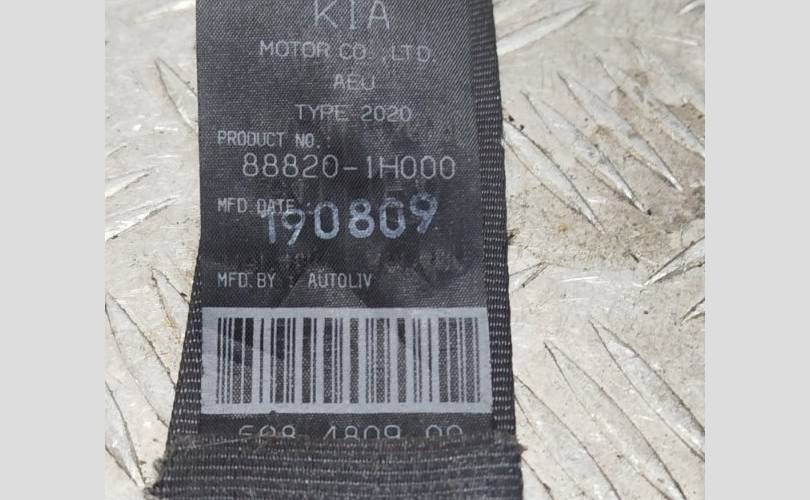 KIA
MOTOR CO.,LTD.
AEU
TYPE 2020
PRODUCT NO.:
88820-1H000
MFD.DATE :
190809
MFD.BY : AUTOLIV